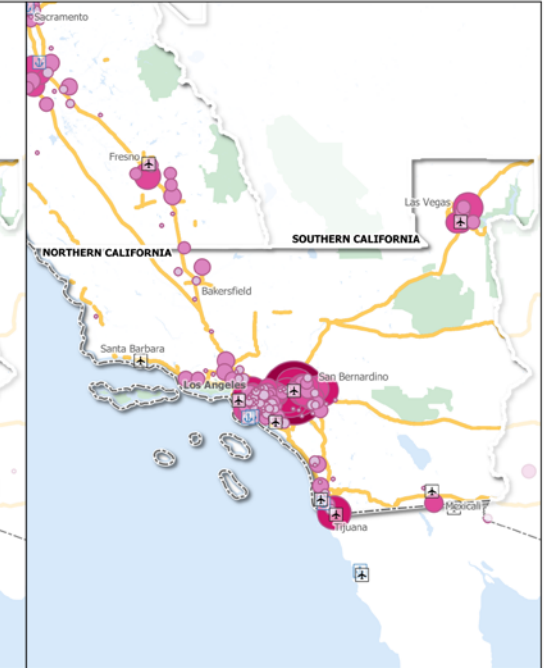 Sacramento
Fresno
Las Vegas
SOUTHERN CALIFORNIA
NORTHERN CALIFORNIA
Bakersfield
Santa Barbara
San Bernardino
Los Angeles
Mexicali
Tijuana